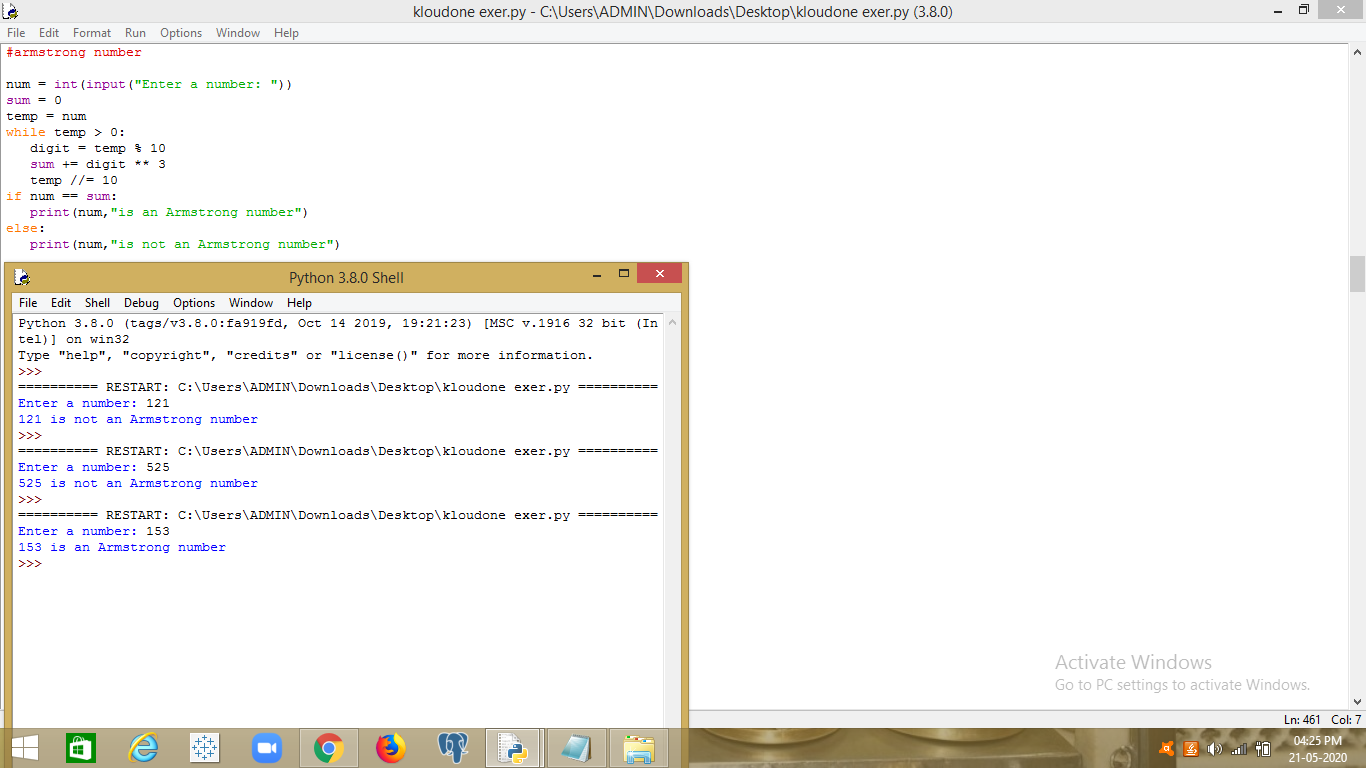 kloudone exer.py - C:\Users\ADMIN\Downloads\Desktop\kloudone exer.py (3.8.0)
File Edit Format Run Options Window Help
#armstrong number
num = int(input("Enter a number: "))
sum = 0
temp = num
while temp > 0:
   digit = temp % 10
   sum += digit ** 3
   temp //= 10
if num == sum:
   print(num,"is an Armstrong number")
else:
   print(num,"is not an Armstrong number")
Python 3.8.0 Shell
File Edit Shell Debug Options Window Help
Python 3.8.0 (tags/v3.8.0:fa919fd, Oct 14 2019, 19:21:23) [MSC v.1916 32 bit (In
tel)] on win32
Type "help", "copyright", "credits" or "license()" for more information.
>>>
========== RESTART: C:\Users\ADMIN\Downloads\Desktop\kloudone exer.py ==========
Enter a number: 121
121 is not an Armstrong number
>>>
========== RESTART: C:\Users\ADMIN\Downloads\Desktop\kloudone exer.py ==========
Enter a number: 525
525 is not an Armstrong number
>>>
========== RESTART: C:\Users\ADMIN\Downloads\Desktop\kloudone exer.py ==========
Enter a number: 153
153 is an Armstrong number
>>>
Activate Windows
Go to PC settings to activate Windows.
Ln: 461 Col: 7
04:25 PM
21-05-2020